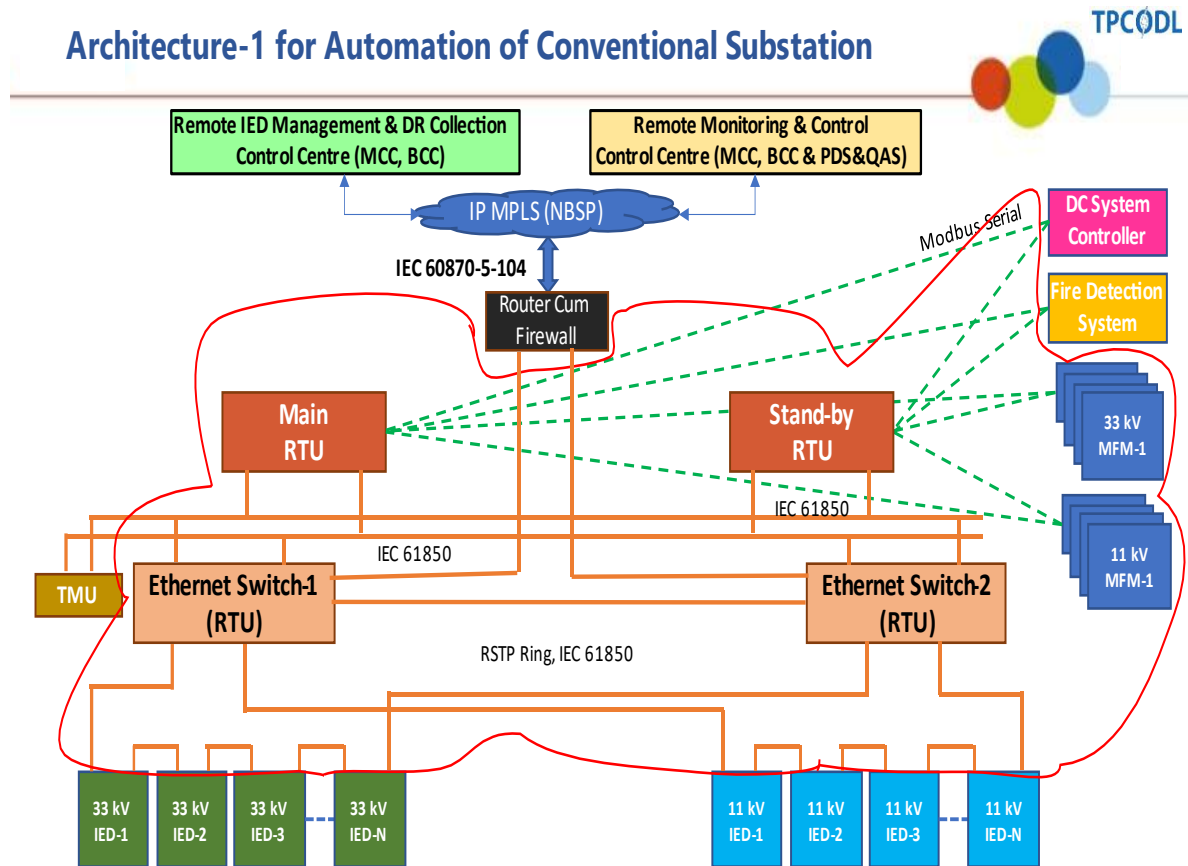 TPCODL
Architecture-1 for Automation of Conventional Substation
Remote IED Management & DR Collection
Control Centre (MCC, BCC)
Remote Monitoring & Control
Control Centre (MCC, BCC & PDS&QAS)
IP MPLS (NBSP)
Modbus Serial
DC System
Controller
IEC 60870-5-104
Router Cum
Firewall
Fire Detection
System
Main
RTU
Stand-by
RTU
33 kV
MFM-1
IEC 61850
IEC 61850
11 kV
MFM-1
TMU
Ethernet Switch-1
(RTU)
Ethernet Switch-2
(RTU)
RSTP Ring, IEC 61850
33 kV
IED-1
33 kV
IED-2
33 kV
IED-3
33 kV
IED-N
11 kV
IED-1
11 kV
IED-2
11 kV
IED-3
11 kV
IED-N